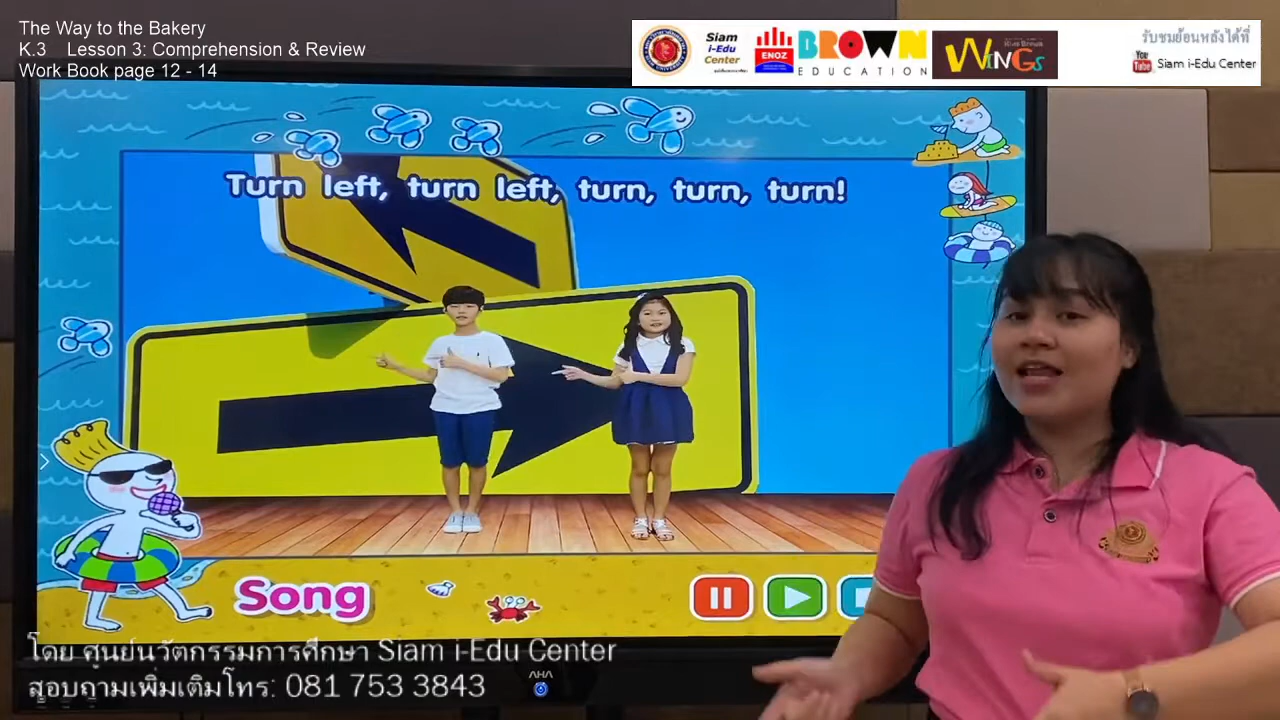 The Way to the Bakery
K.3 Lesson 3: Comprehension & Review
Work Book page 12 - 14
Siam
i-Edu
Center
ENOZ
BROWN
EDUCATION
WiNGs
รับชมย้อนหลังได้ที่
You
Tube
Siam i-Edu Center
Turn left, turn left, turn, turn, turn!
Song
โดย ศูนย์นวัตกรรมการศึกษา Siam i-Edu Center
สอบถามเพิ่มเติมโทร: 081 753 3843
AHA